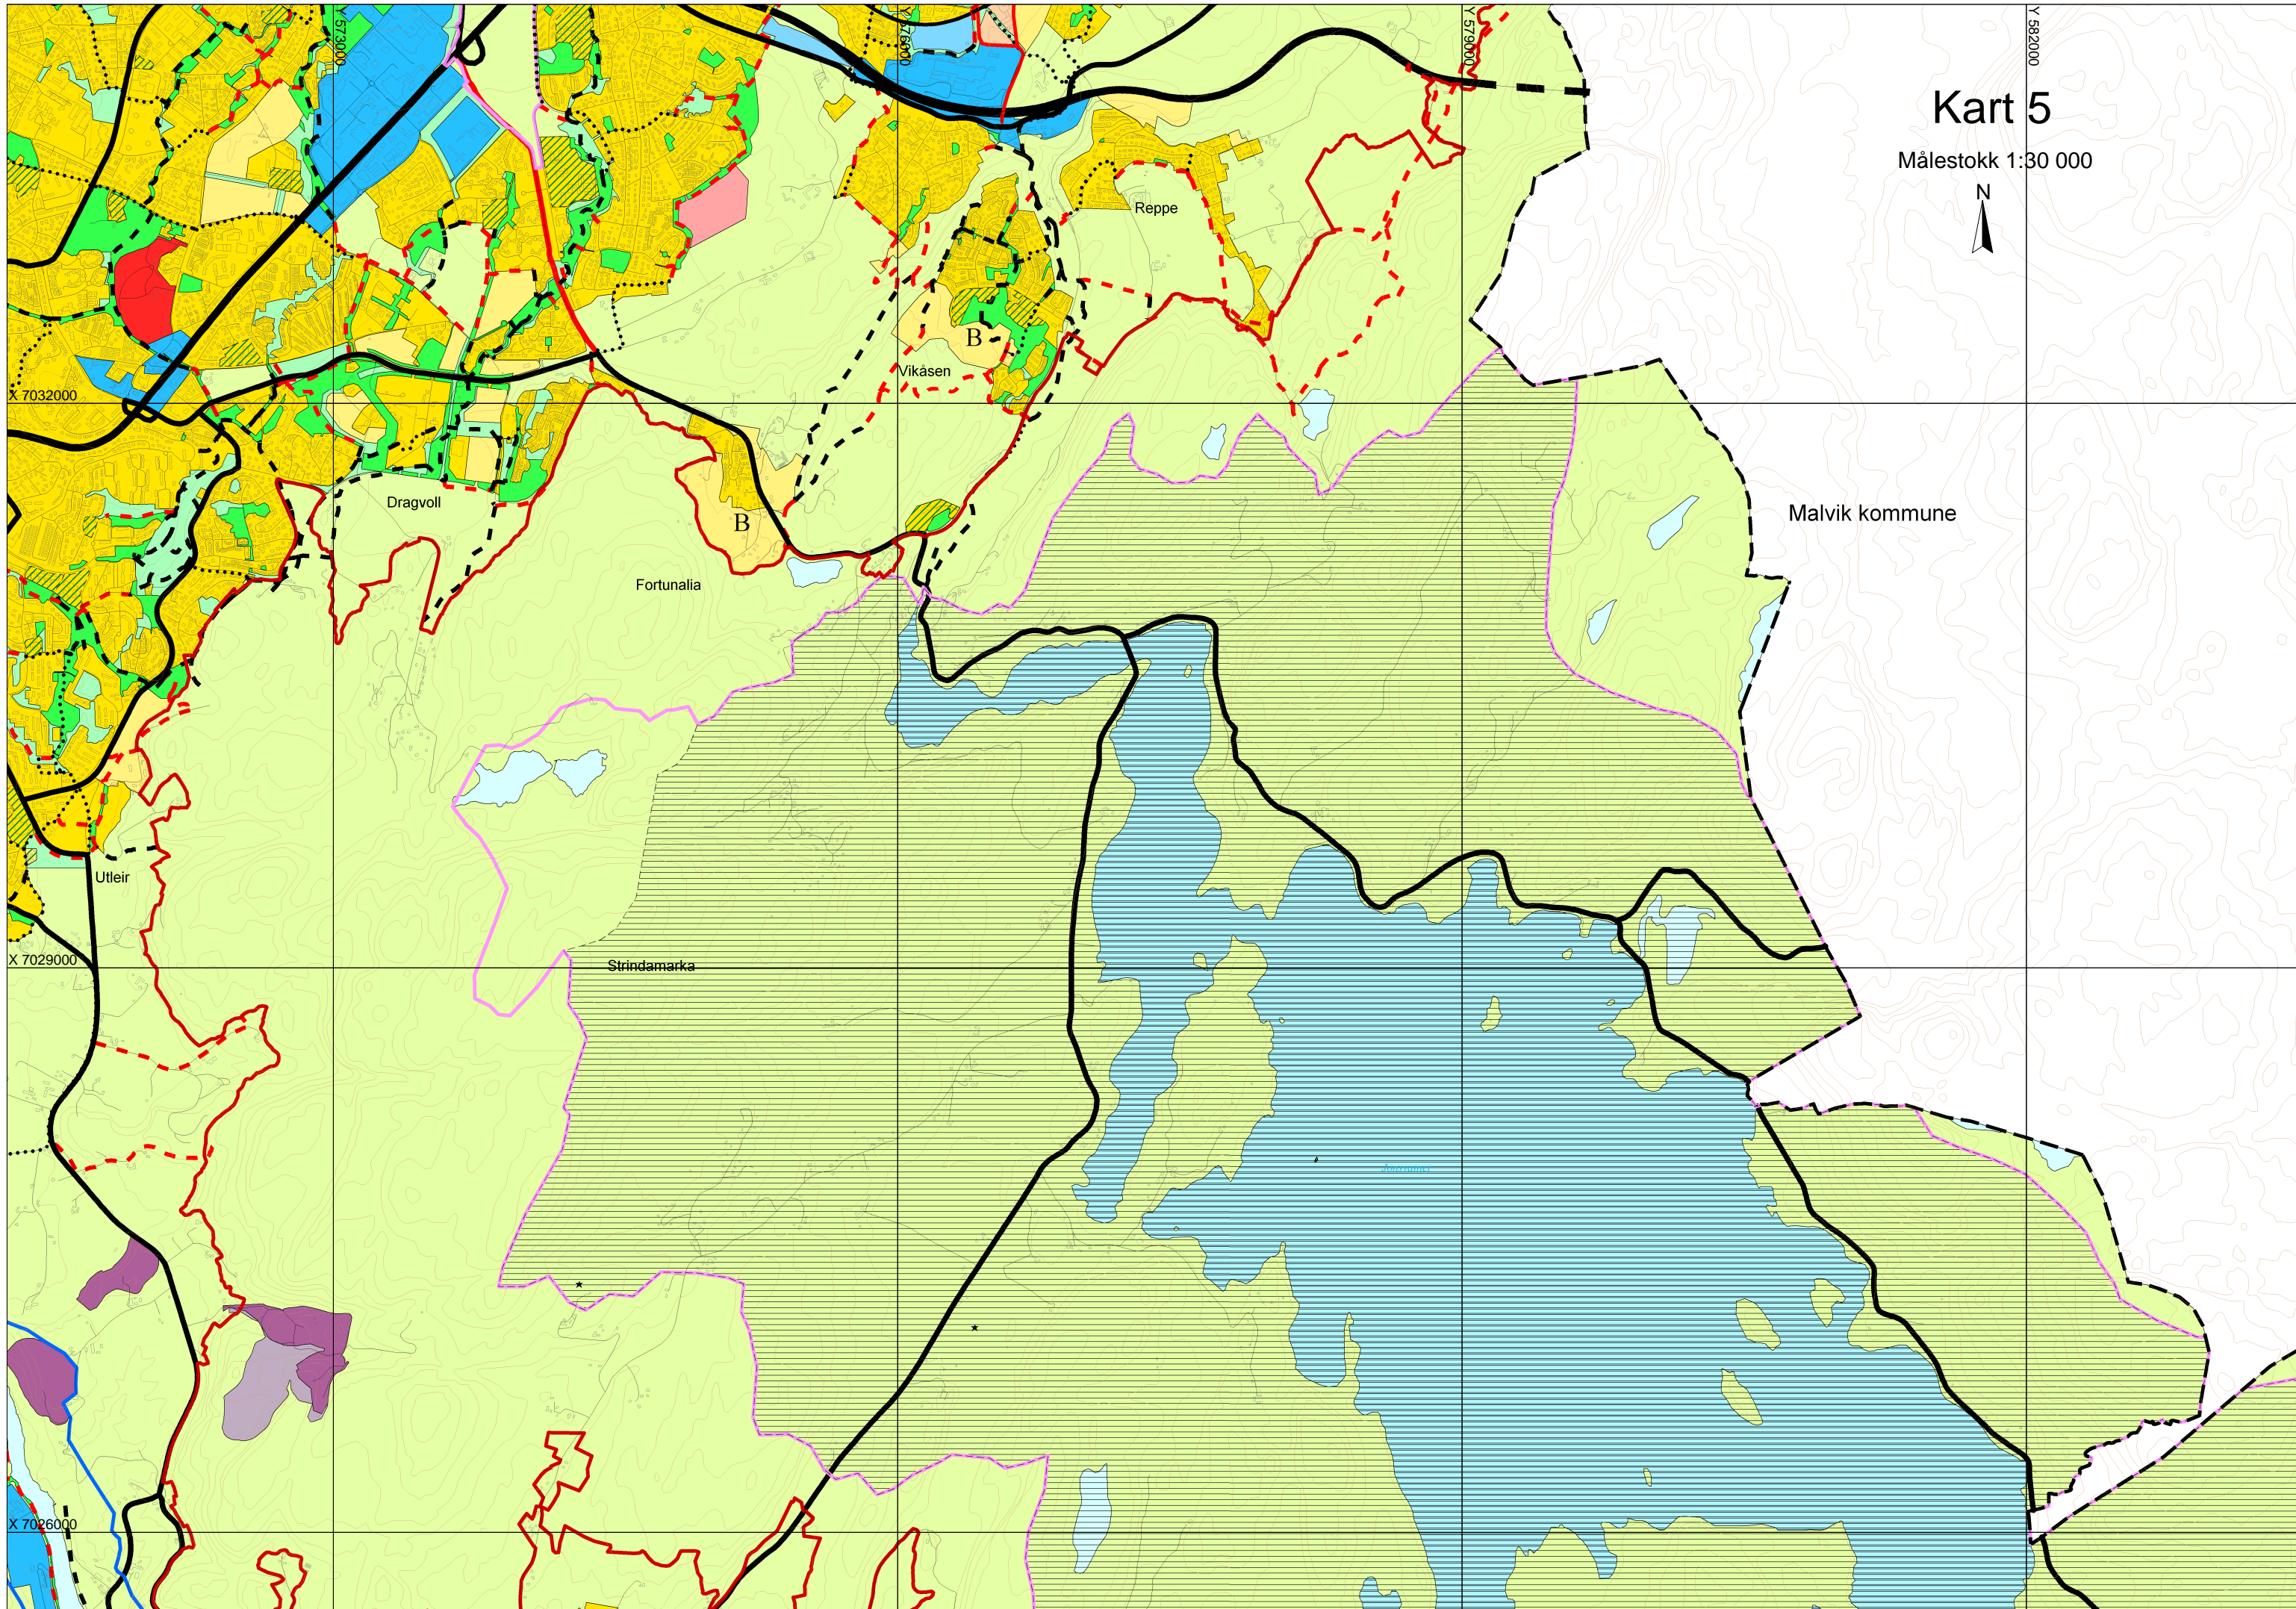 Y 573000
Y 576000
Y 579000
Y 582000
Kart 5
Målestokk 1:30 000
N
Reppe
B
Vikåsen
X 7032000
Dragvoll
B
Malvik kommune
Fortunalia
Utleir
Strindamarka
X 7029000
Jonsvatnet
X 7026000